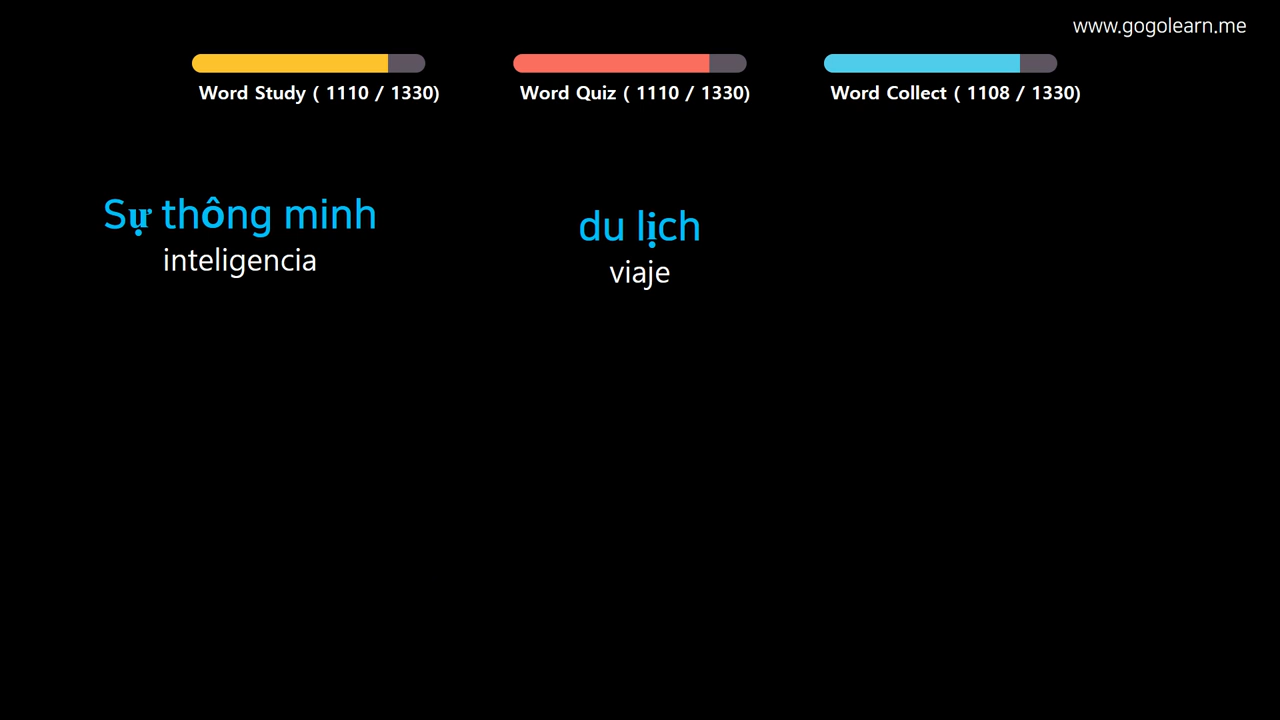 www.gogolearn.me
Word Study ( 1110 / 1330)
Word Quiz ( 1110 / 1330)
Word Collect ( 1108 / 1330)
Sự thông minh
inteligencia
du lịch
viaje